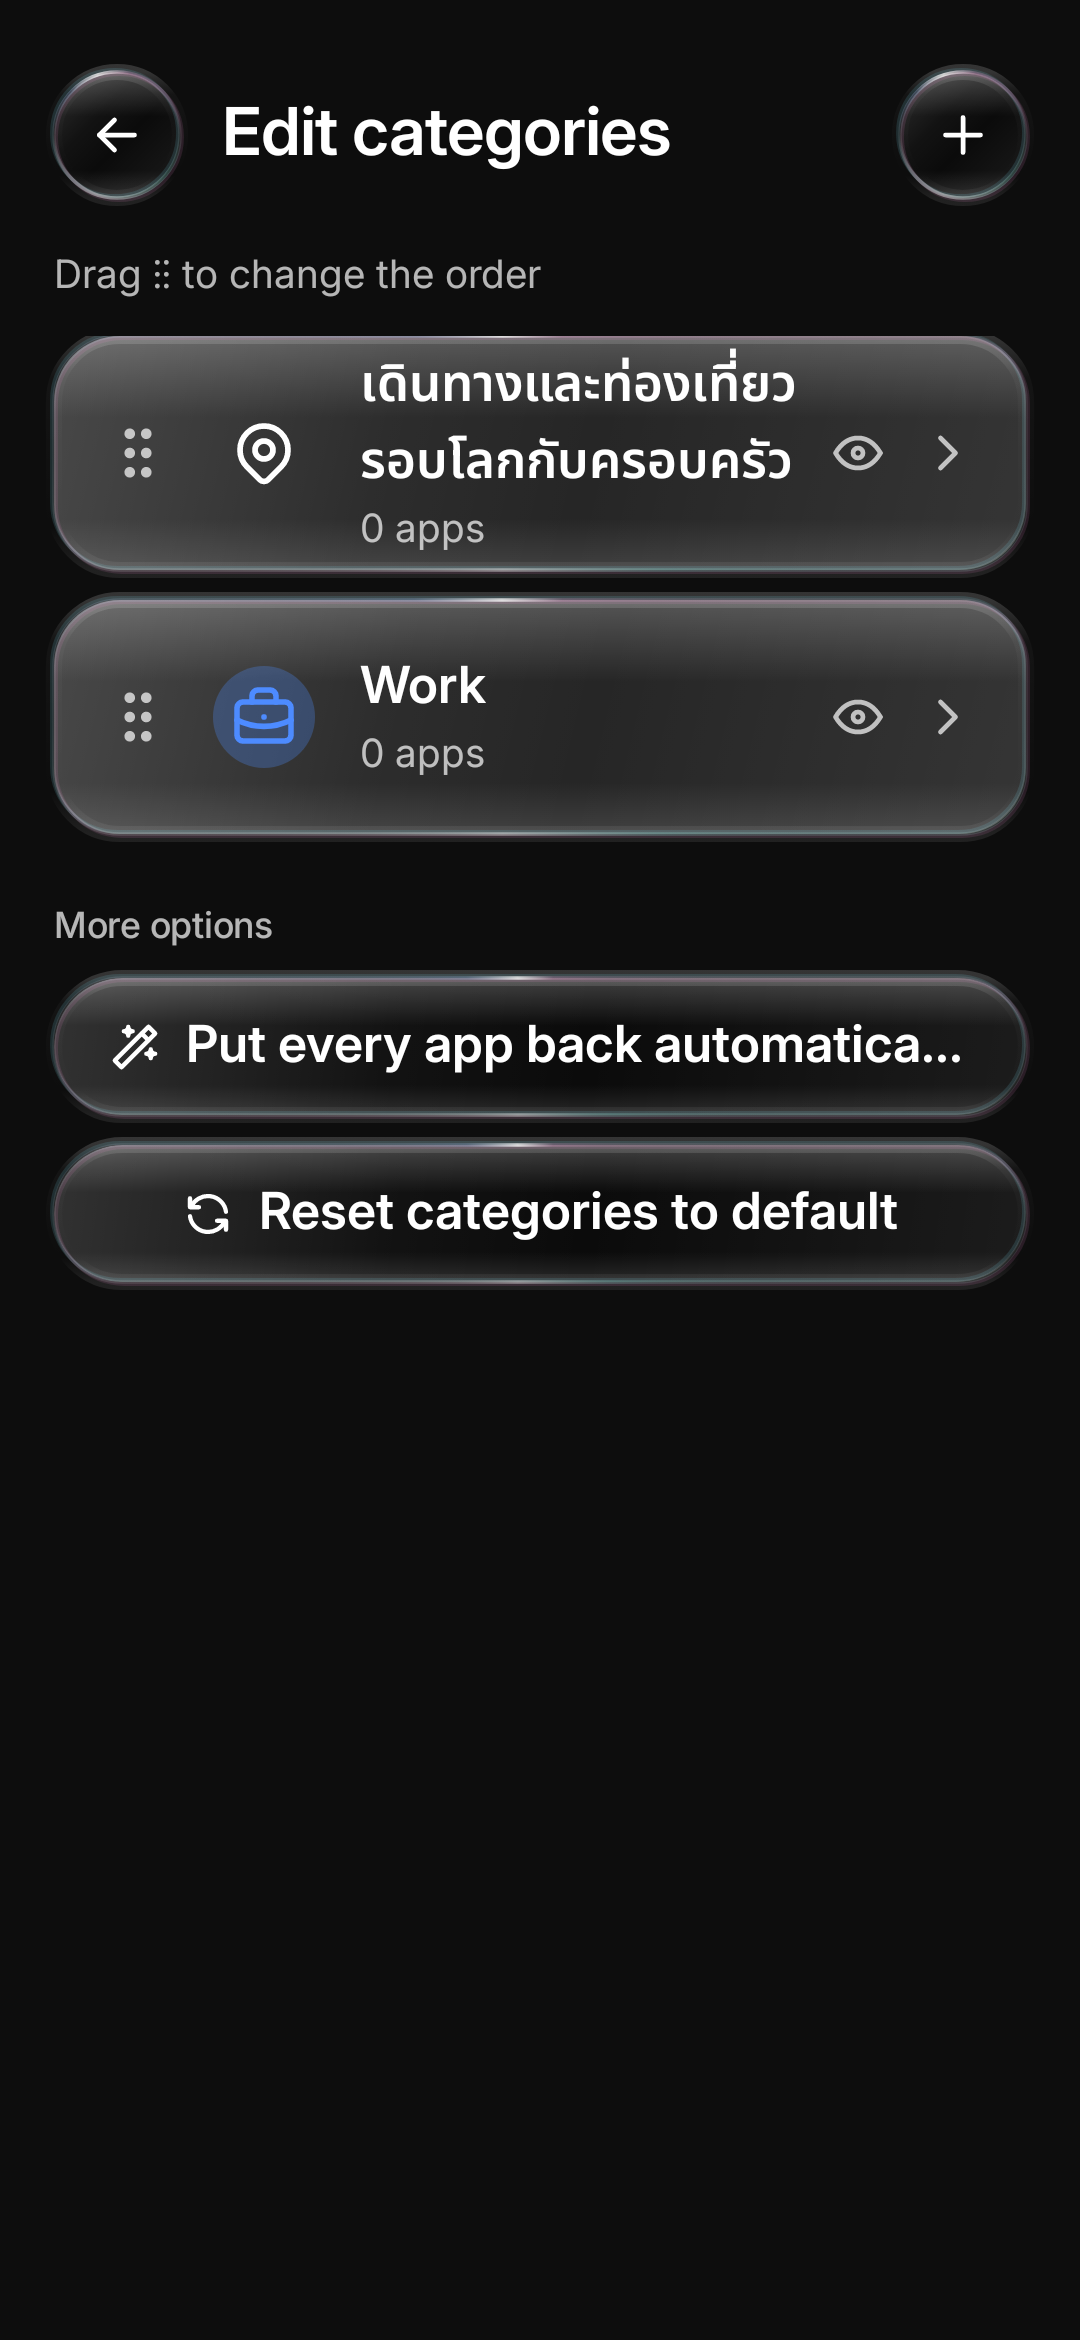 Edit categories
Drag ⠿ to change the order
เดินทางและท่องเที่ยว
รอบโลกกับครอบครัว
0 apps
Work
0 apps
More options
Put every app back automatica...
Reset categories to default